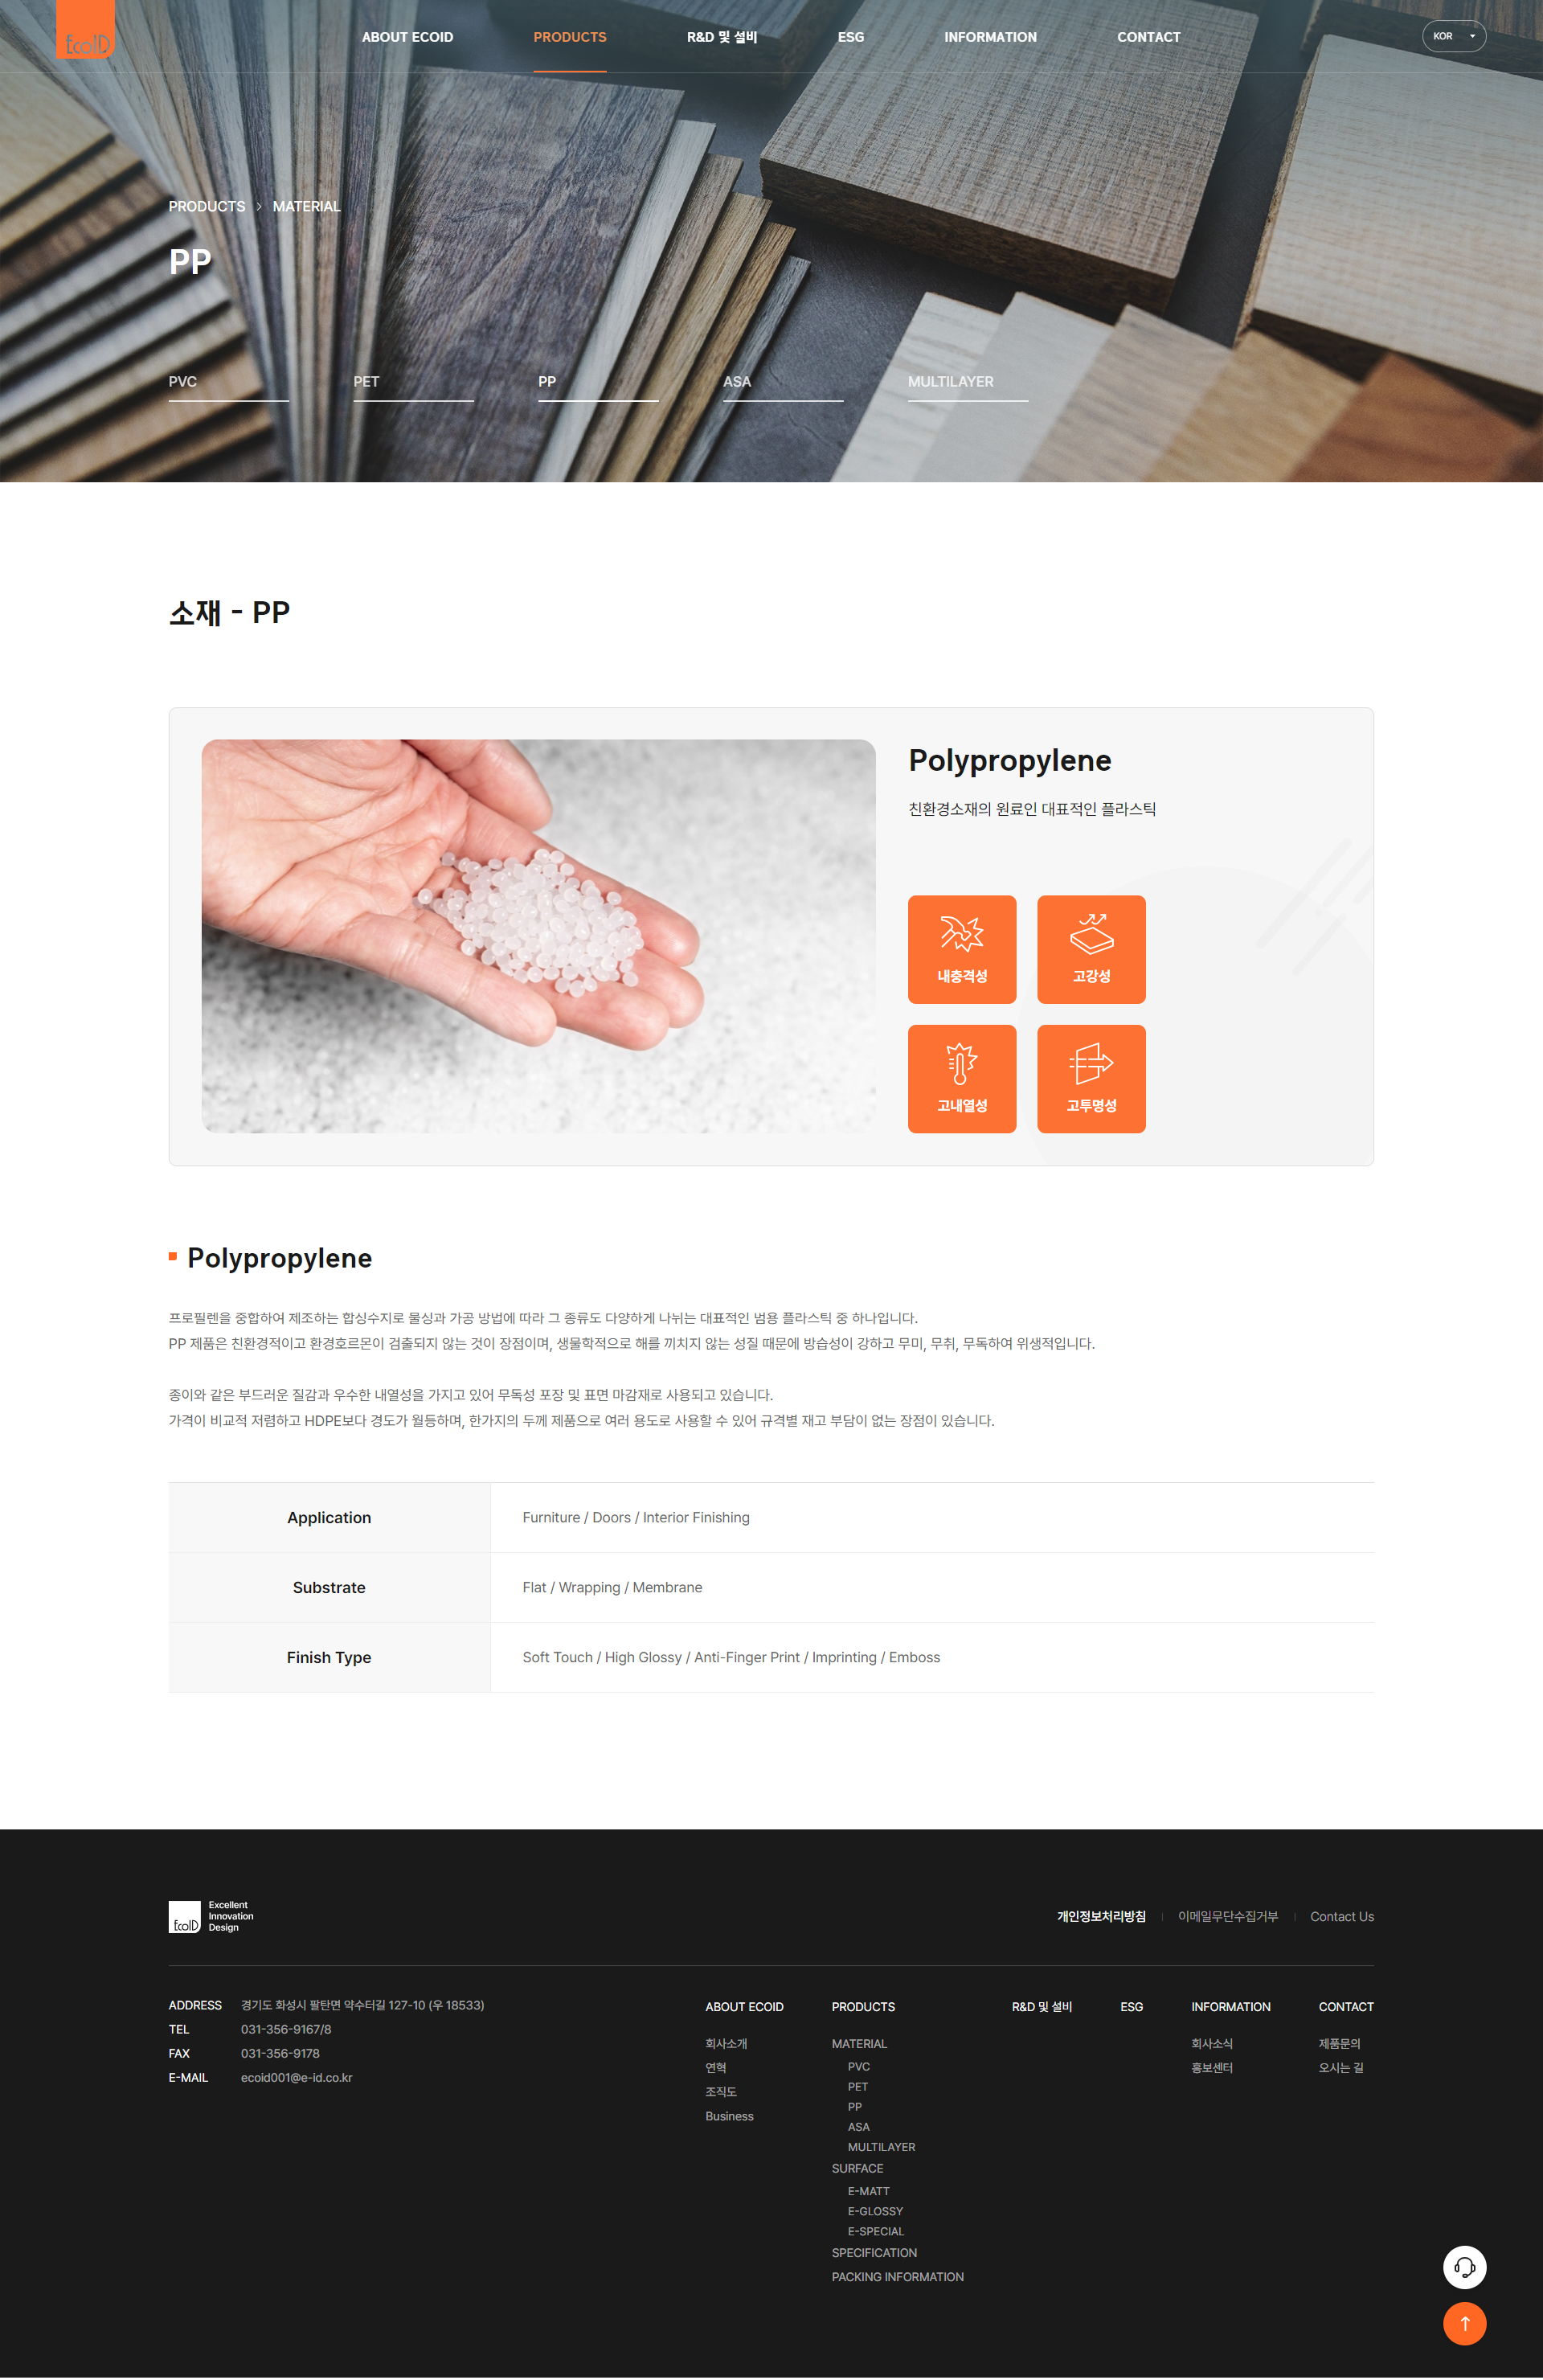 EcoID
ABOUT ECOID
PRODUCTS
R&D 및 설비
ESG
INFORMATION
CONTACT
KOR
PRODUCTS > MATERIAL
PP
PVC
PET
PP
ASA
MULTILAYER
소재 - PP
Polypropylene
친환경소재의 원료인 대표적인 플라스틱
내충격성
고강성
고내열성
고투명성
Polypropylene
프로필렌을 중합하여 제조하는 합성수지로 물싱과 가공 방법에 따라 그 종류도 다양하게 나뉘는 대표적인 범용 플라스틱 중 하나입니다.
PP 제품은 친환경적이고 환경호르몬이 검출되지 않는 것이 장점이며, 생물학적으로 해를 끼치지 않는 성질 때문에 방습성이 강하고 무미, 무취, 무독하여 위생적입니다.
종이와 같은 부드러운 질감과 우수한 내열성을 가지고 있어 무독성 포장 및 표면 마감재로 사용되고 있습니다.
가격이 비교적 저렴하고 HDPE보다 경도가 월등하며, 한가지의 두께 제품으로 여러 용도로 사용할 수 있어 규격별 재고 부담이 없는 장점이 있습니다.
Application
Furniture / Doors / Interior Finishing
Substrate
Flat / Wrapping / Membrane
Finish Type
Soft Touch / High Glossy / Anti-Finger Print / Imprinting / Emboss
EcoID
Excellent
Innovation
Design
개인정보처리방침
이메일무단수집거부
Contact Us
ADDRESS 경기도 화성시 팔탄면 약수터길 127-10 (우 18533)
TEL 031-356-9167/8
FAX 031-356-9178
E-MAIL ecoid001@e-id.co.kr
ABOUT ECOID
회사소개
연혁
조직도
Business
PRODUCTS
MATERIAL
PVC
PET
PP
ASA
MULTILAYER
SURFACE
E-MATT
E-GLOSSY
E-SPECIAL
SPECIFICATION
PACKING INFORMATION
R&D 및 설비
ESG
INFORMATION
회사소식
홍보센터
CONTACT
제품문의
오시는 길